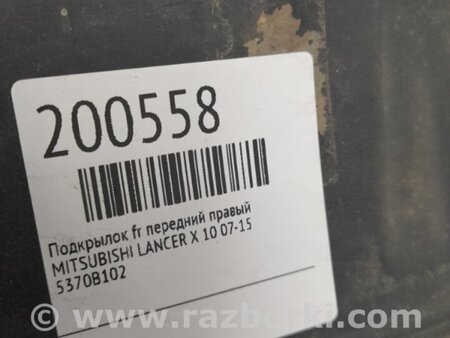 200558
Подкрылок fr передний правый
MITSUBISHI LANCER X 10 07-15
5370B102
www.razborki.com